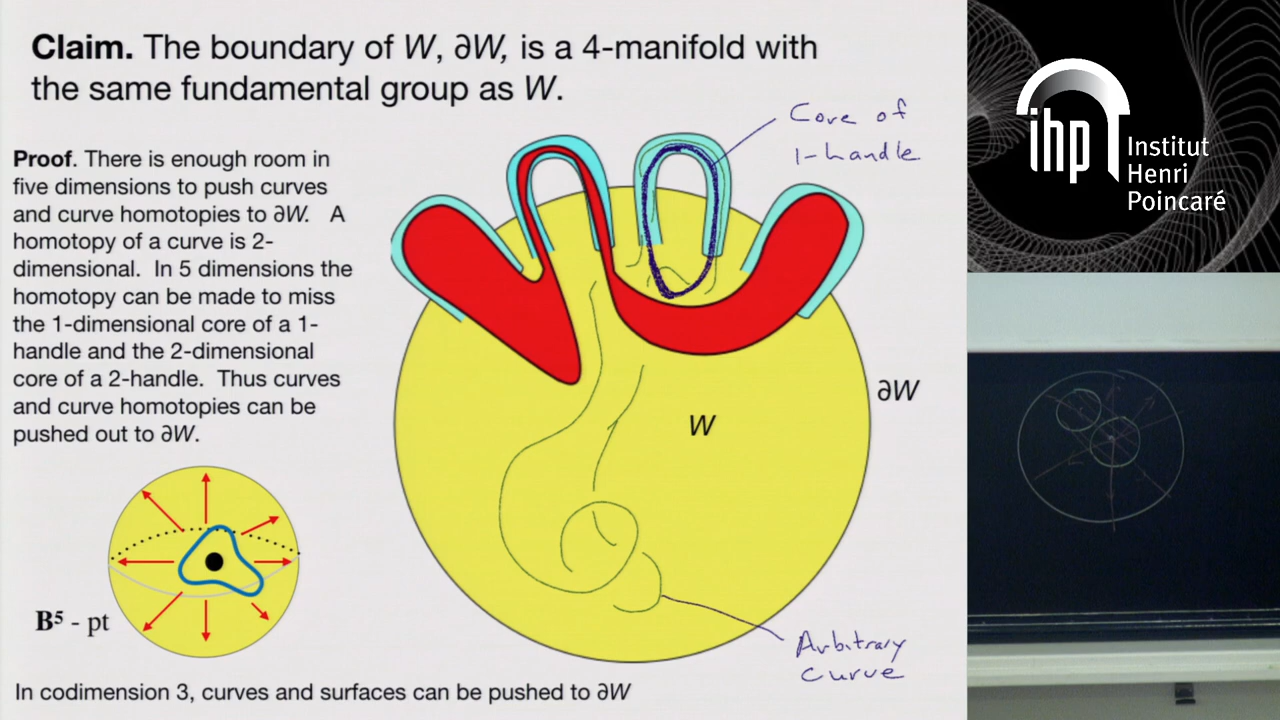 Claim. The boundary of W, ∂W, is a 4-manifold with
the same fundamental group as W.
Core of
1-handle
Proof. There is enough room in
five dimensions to push curves
and curve homotopies to ∂W. A
homotopy of a curve is 2-
dimensional. In 5 dimensions the
homotopy can be made to miss
the 1-dimensional core of a 1-
handle and the 2-dimensional
core of a 2-handle. Thus curves
and curve homotopies can be
pushed out to ∂W.
∂W
W
B⁵ - pt
Arbitrary
curve
In codimension 3, curves and surfaces can be pushed to ∂W
ihp
Institut
Henri
Poincaré